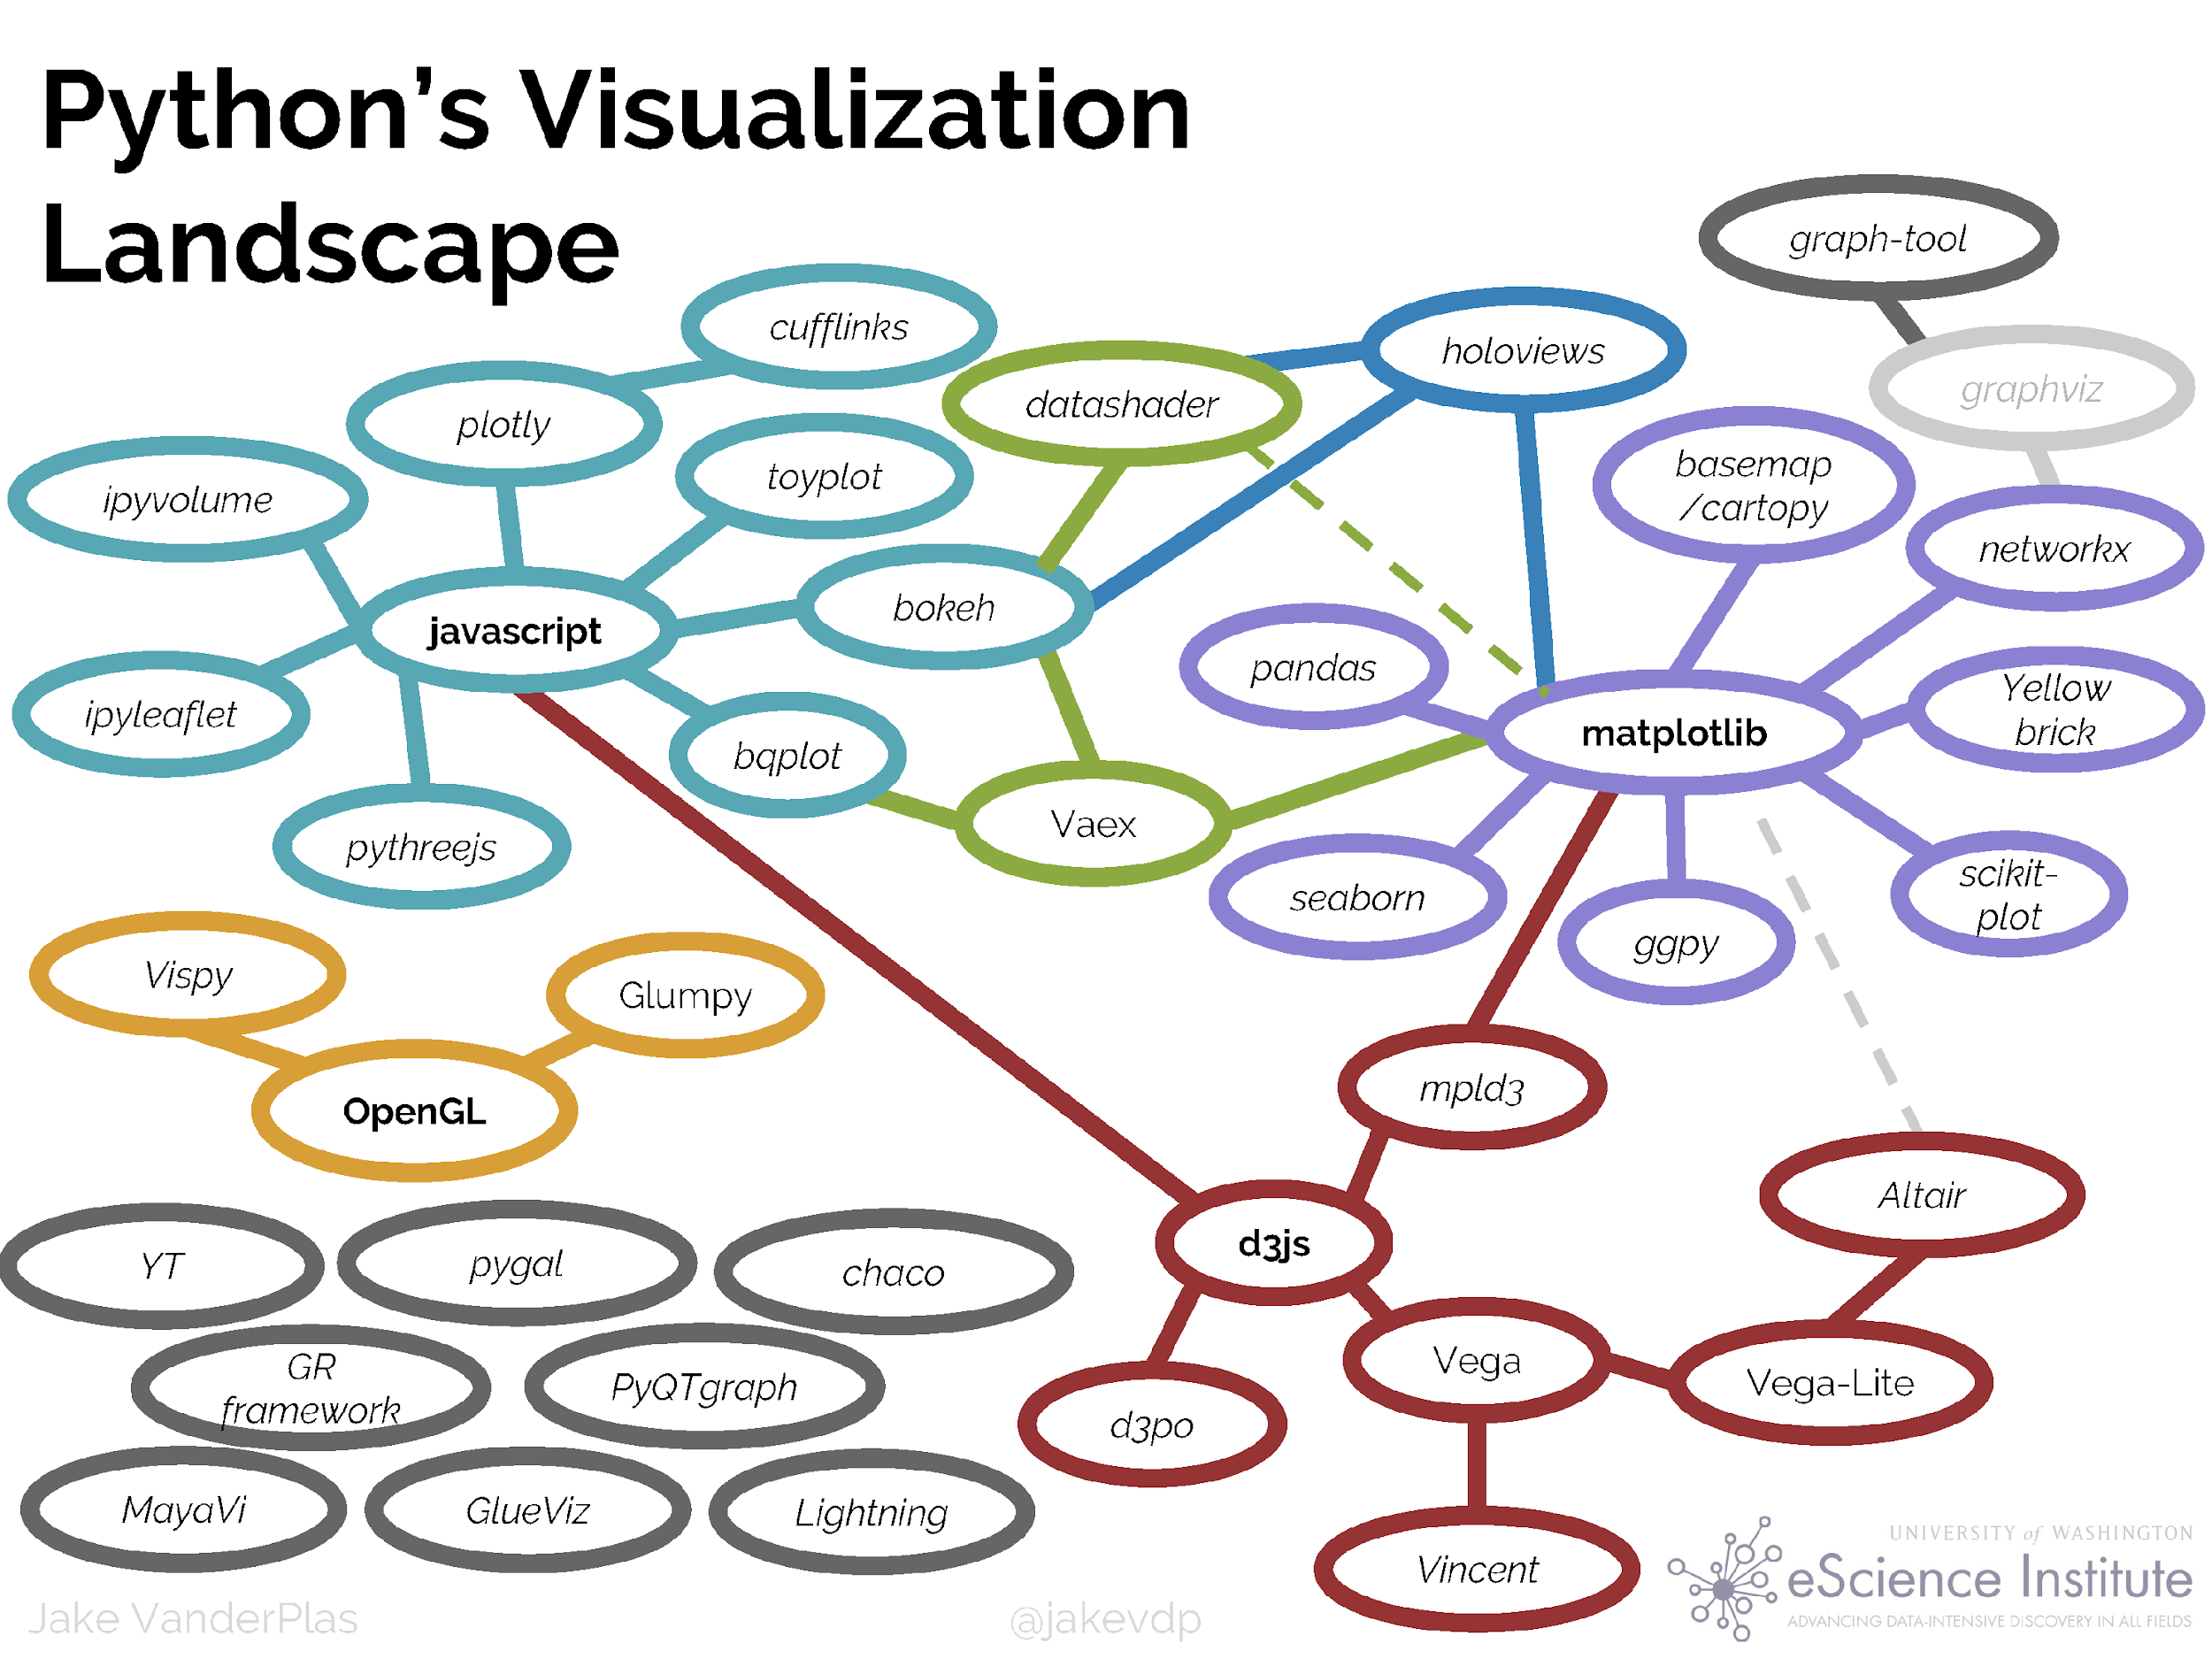 Python's Visualization
Landscape
graph-tool
cufflinks
holoviews
graphviz
datashader
plotly
toyplot
basemap
/cartopy
ipyvolume
networkx
bokeh
javascript
pandas
Yellow
brick
ipyleaflet
matplotlib
bqplot
Vaex
pythreejs
scikit-
plot
seaborn
ggpy
Vispy
Glumpy
OpenGL
mpld3
Altair
d3js
YT
pygal
chaco
Vega
Vega-Lite
GR
framework
PyQTgraph
d3po
MayaVi
GlueViz
Lightning
Vincent
UNIVERSITY of WASHINGTON
eScience Institute
ADVANCING DATA-INTENSIVE DISCOVERY IN ALL FIELDS
Jake VanderPlas
@jakevdp